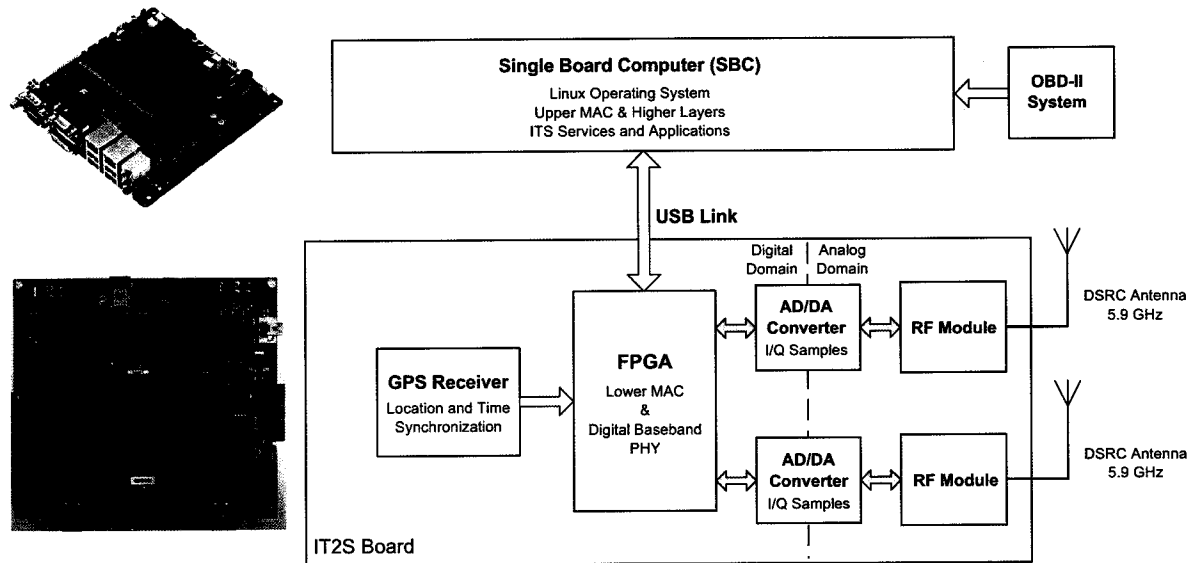 Single Board Computer (SBC)
Linux Operating System
Upper MAC & Higher Layers
ITS Services and Applications
OBD-II
System
USB Link
Digital
Domain
Analog
Domain
AD/DA
Converter
I/Q Samples
RF Module
DSRC Antenna
5.9 GHz
FPGA
Lower MAC
&
Digital Baseband
PHY
GPS Receiver
Location and Time
Synchronization
AD/DA
Converter
I/Q Samples
RF Module
DSRC Antenna
5.9 GHz
IT2S Board